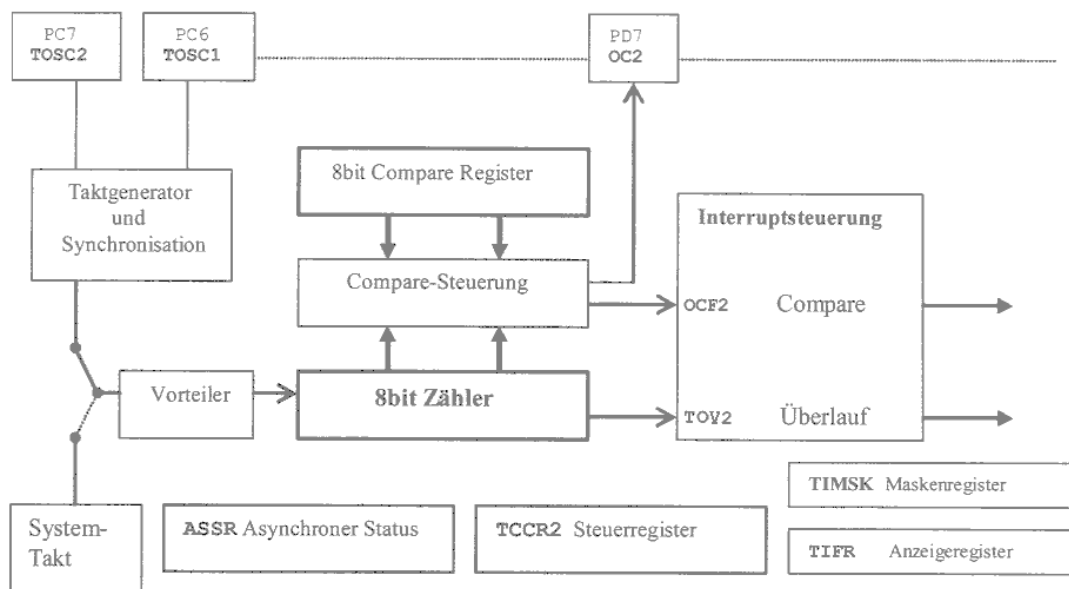 PC7
TOSC2
PC6
TOSC1
PD7
OC2
Taktgenerator
und
Synchronisation
8bit Compare Register
Interruptsteuerung
Compare-Steuerung
OCF2 Compare
Vorteiler
8bit Zähler
TOV2 Überlauf
System-
Takt
ASSR Asynchroner Status
TCCR2 Steuerregister
TIMSK Maskenregister
TIFR Anzeigeregister